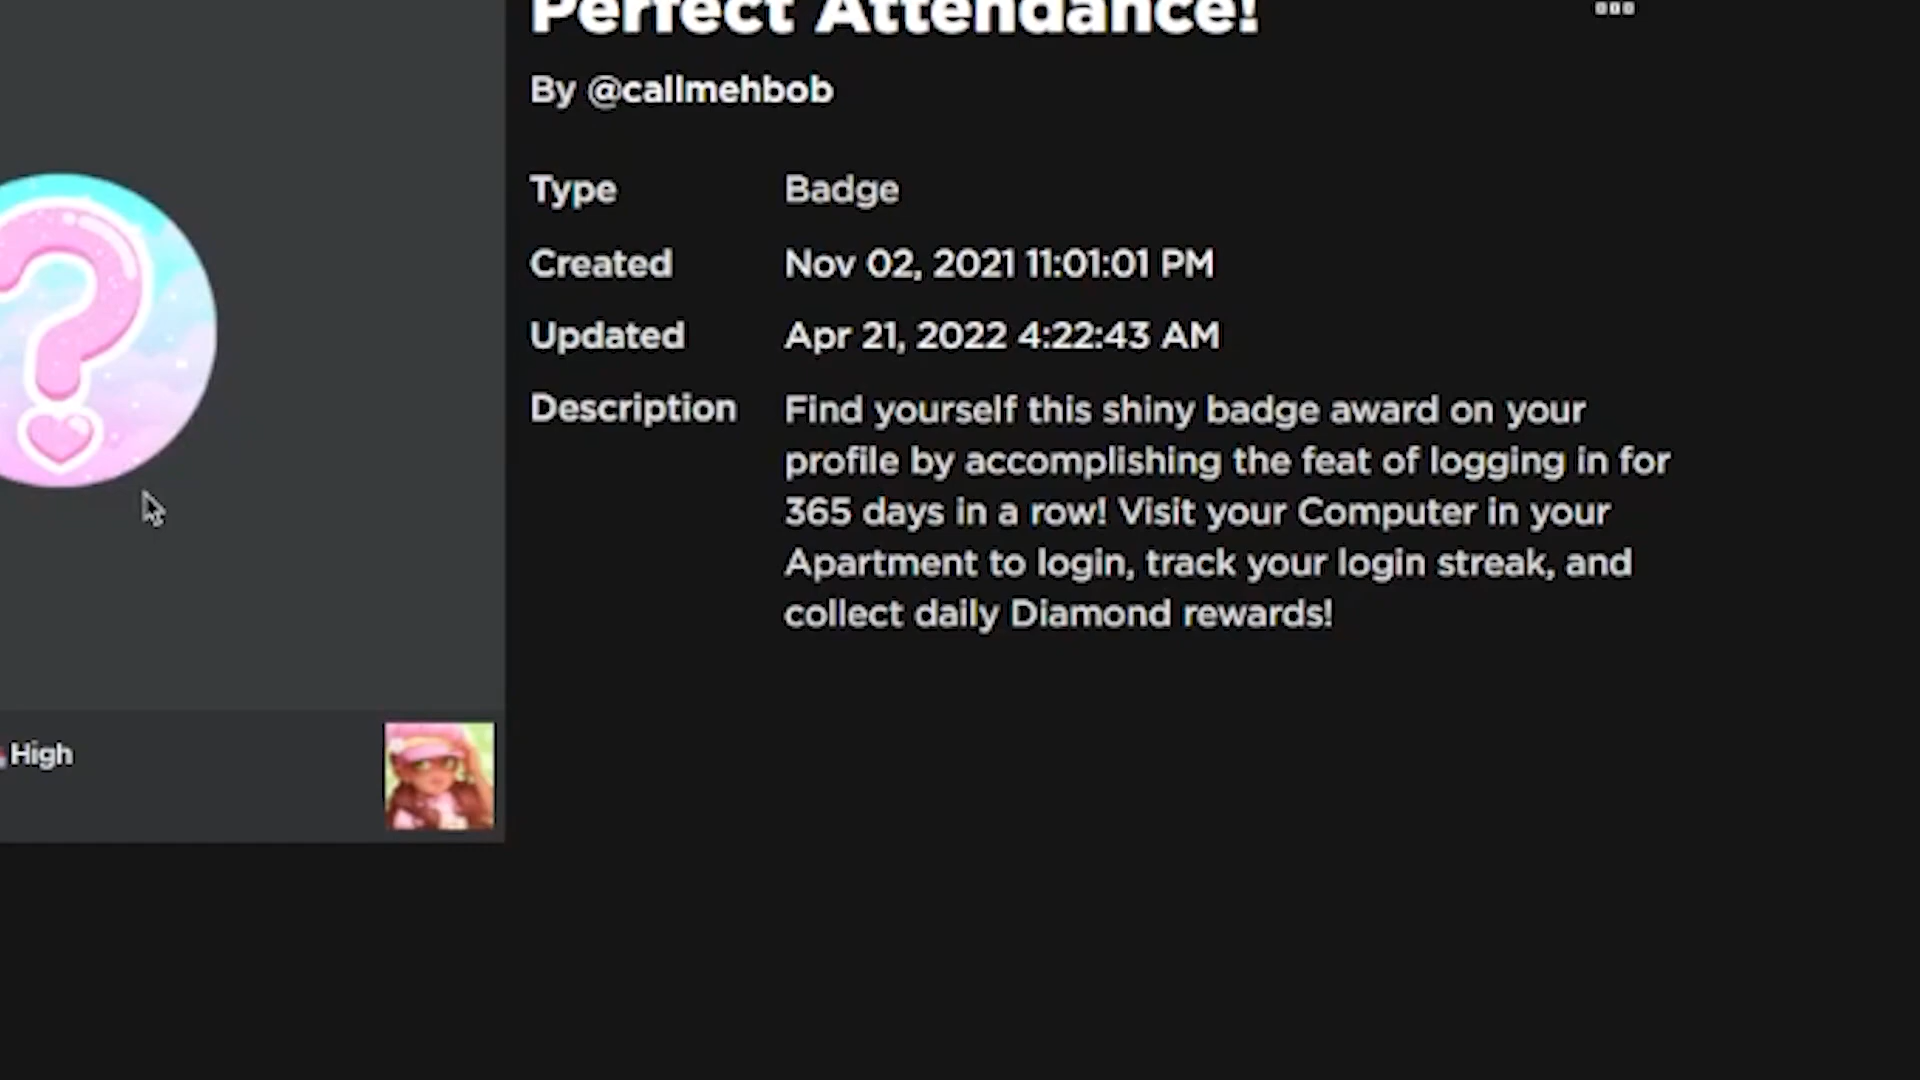 Perfect Attendance!
By @callmehbob
Type Badge
Created Nov 02, 2021 11:01:01 PM
Updated Apr 21, 2022 4:22:43 AM
Description Find yourself this shiny badge award on your
profile by accomplishing the feat of logging in for
365 days in a row! Visit your Computer in your
Apartment to login, track your login streak, and
collect daily Diamond rewards!
High